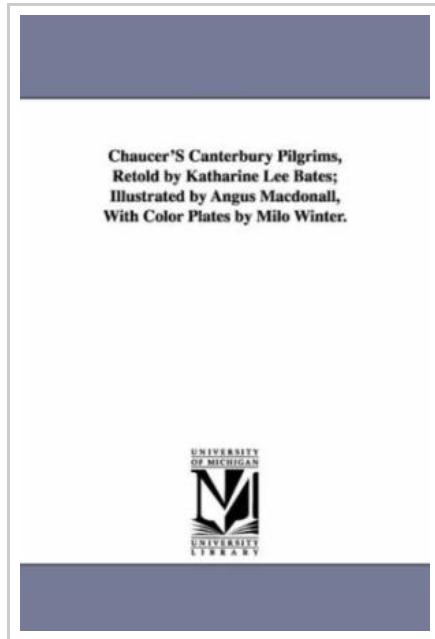 Chaucer'S Canterbury Pilgrims,
Retold by Katharine Lee Bates;
Illustrated by Angus Macdonall,
With Color Plates by Milo Winter.
UNIVERSITY
OF MICHIGAN
M
UNIVERSITY
LIBRARY